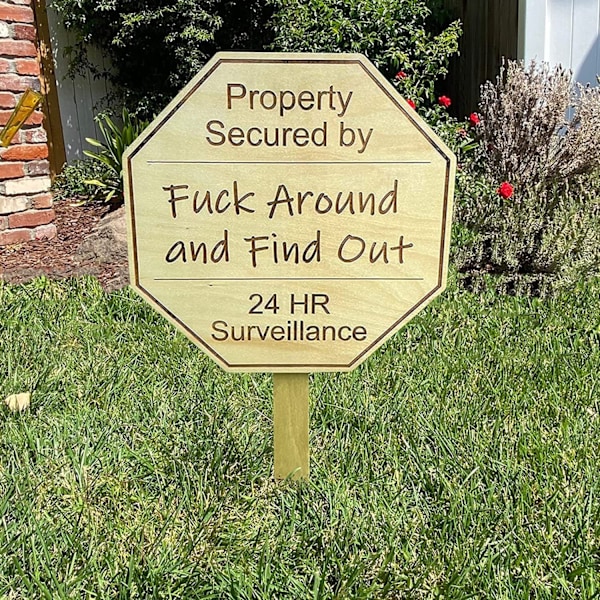 Property
Secured by
Fuck Around
and Find Out
24 HR
Surveillance